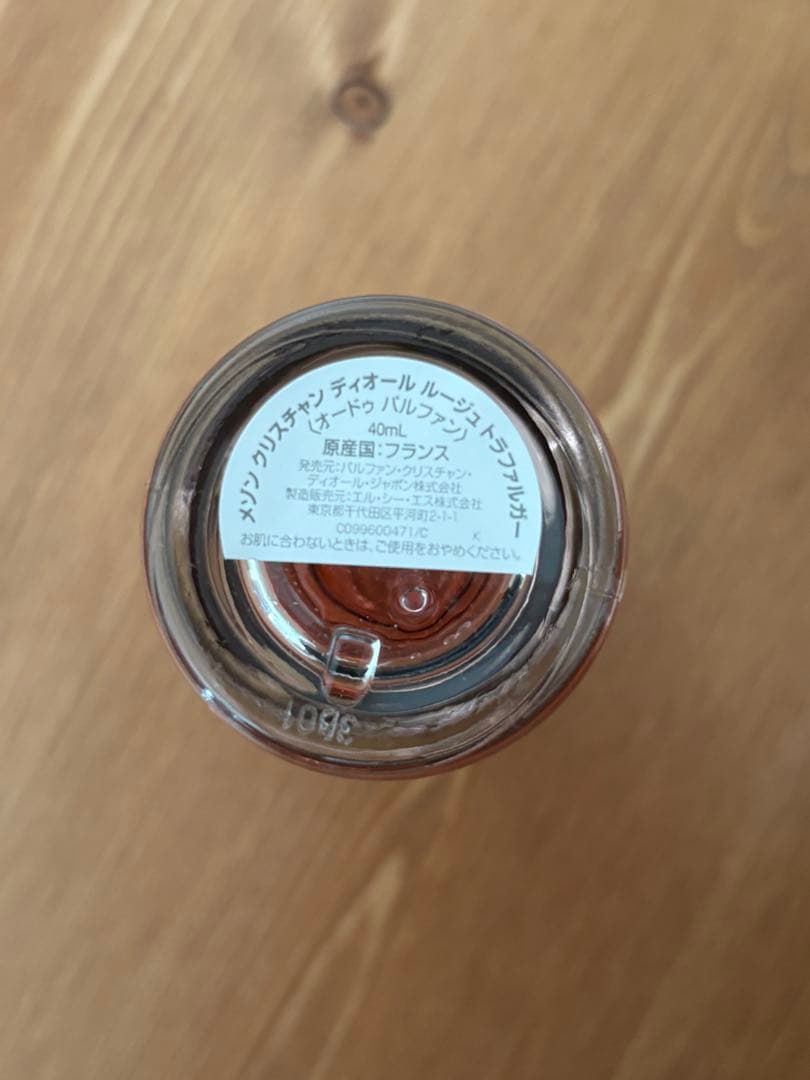 メゾン クリスチャン ディオール ルージュ トラファルガー
(オードゥ パルファン)
40mL
原産国:フランス
発売元:パルファン・クリスチャン・
ディオール・ジャポン株式会社
製造販売元:エル・シー・エス株式会社
東京都千代田区平河町2-1-1
C099600471/C K
お肌に合わないときは、ご使用をおやめください。
3B01